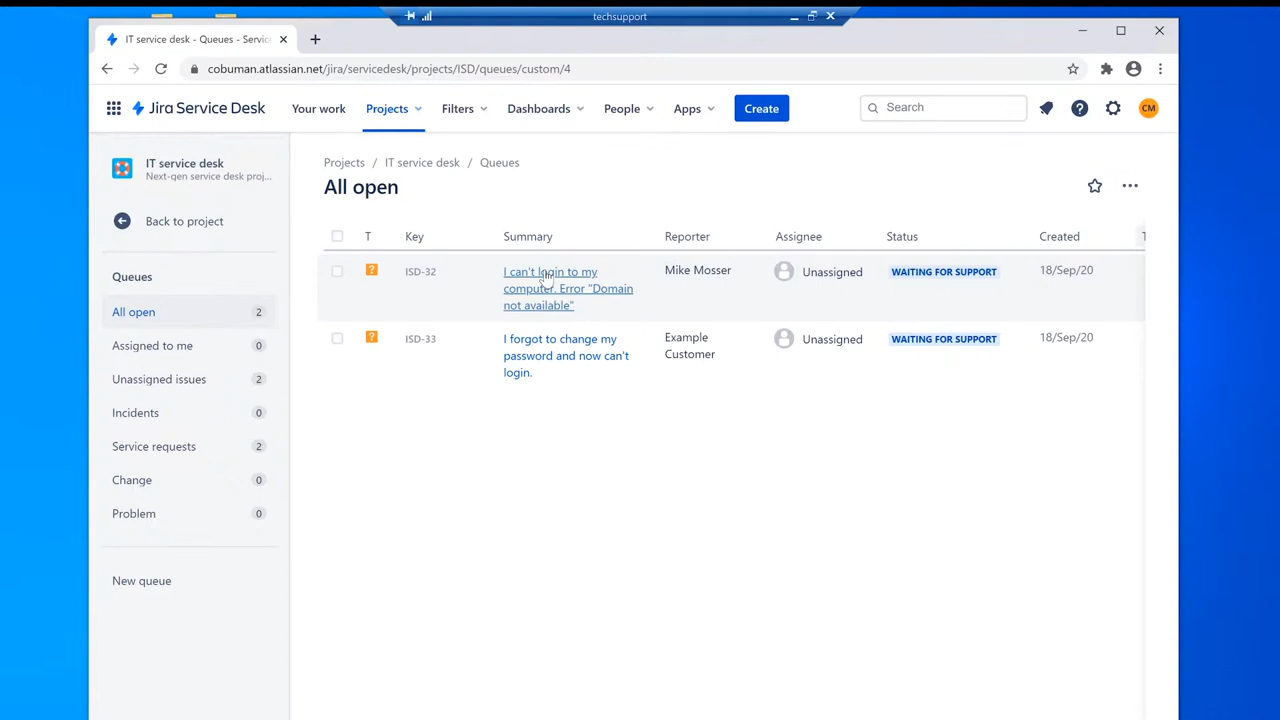 techsupport
IT service desk - Queues - Servic
cobuman.atlassian.net/jira/servicedesk/projects/ISD/queues/custom/4
Jira Service Desk Your work Projects Filters Dashboards People Apps Create Search CM
IT service desk
Next-gen service desk proj...
Back to project
Queues
All open 2
Assigned to me 0
Unassigned issues 2
Incidents 0
Service requests 2
Change 0
Problem 0
New queue
Projects / IT service desk / Queues
All open
T Key Summary Reporter Assignee Status Created T
ISD-32 I can't login to my Mike Mosser Unassigned WAITING FOR SUPPORT 18/Sep/20
computer. Error "Domain
not available"
ISD-33 I forgot to change my Example Unassigned WAITING FOR SUPPORT 18/Sep/20
password and now can't Customer
login.